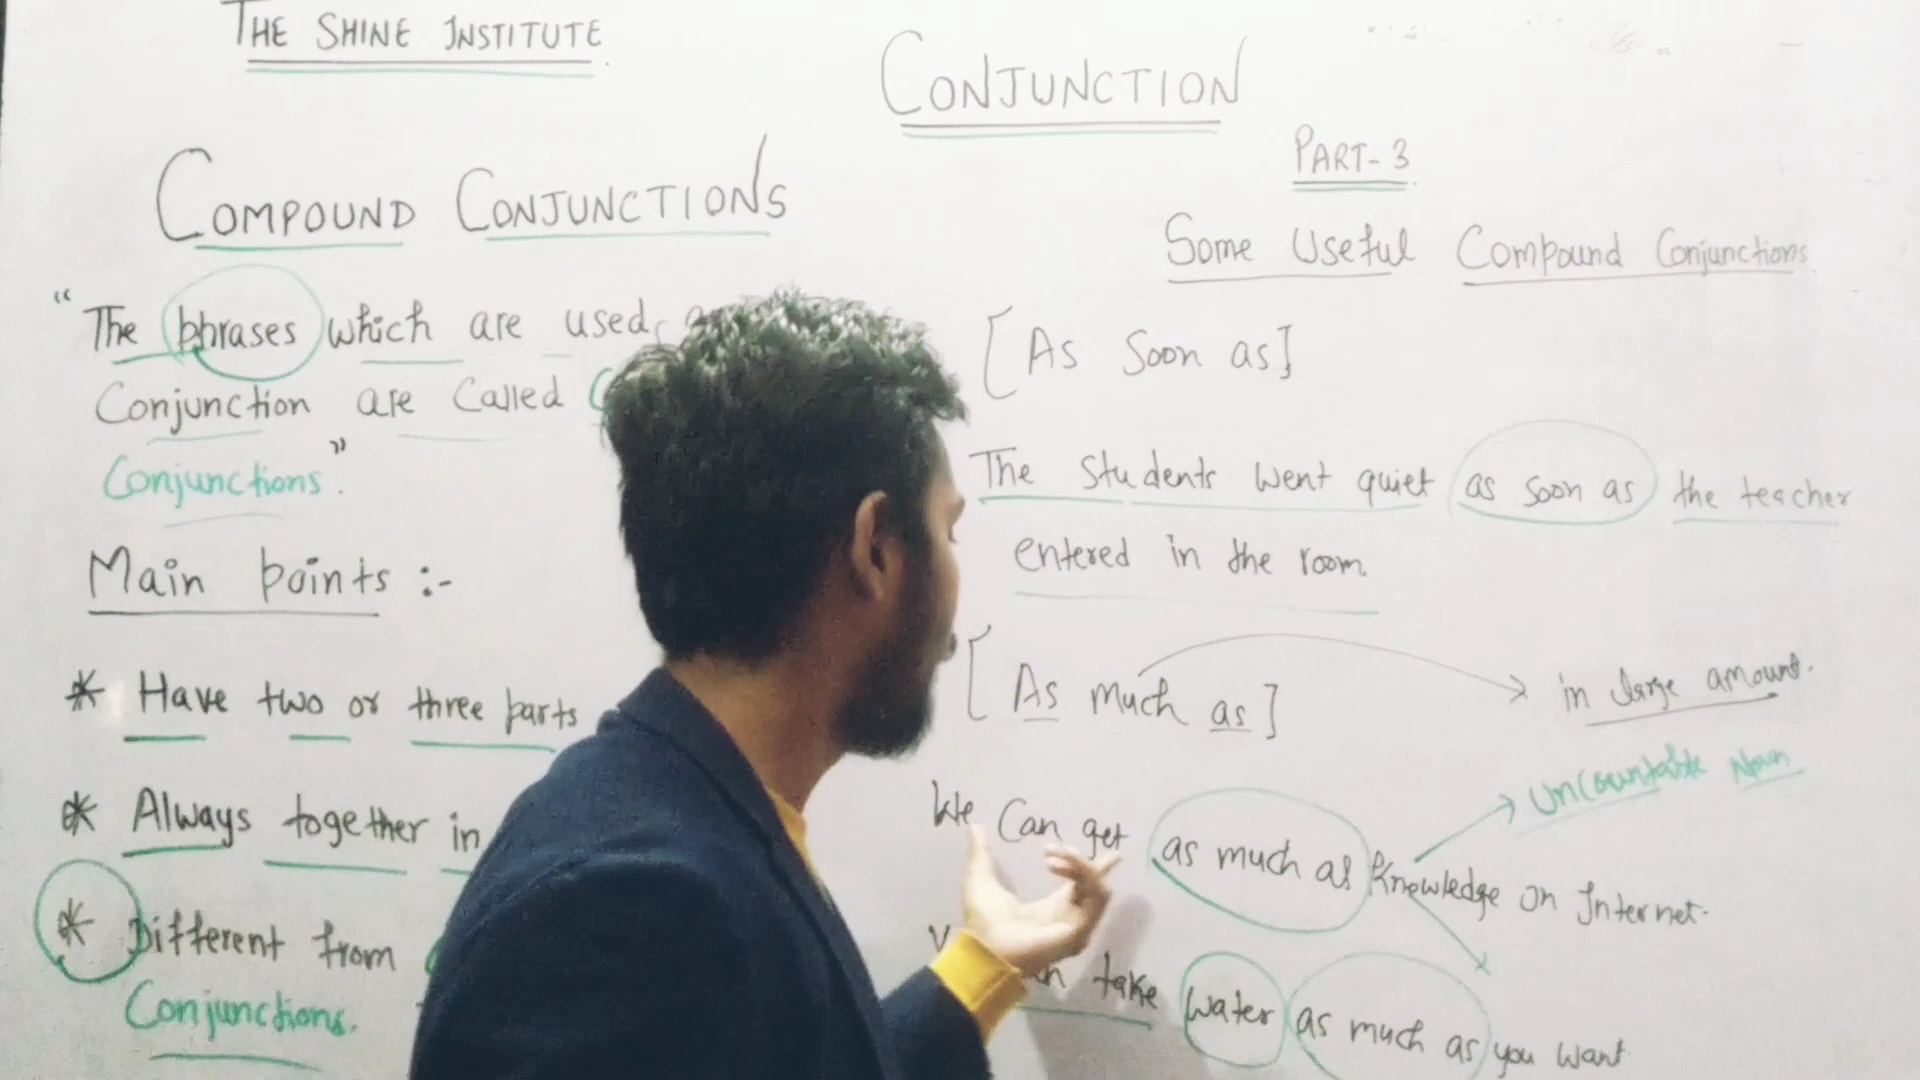 THE SHINE INSTITUTE
CONJUNCTION
PART-3
COMPOUND CONJUNCTIONS
"The phrases which are used
Conjunction are called
Conjunctions."
Main points :-
* Have two or three parts
* Always together in
* Different from
Conjunctions.
Some Useful Compound Conjunctions
[As soon as]
The students went quiet as soon as the teacher
entered in the room
[As much as] → in large amount.
Uncountable Noun
We can get as much as knowledge on Internet.
take water as much as you want